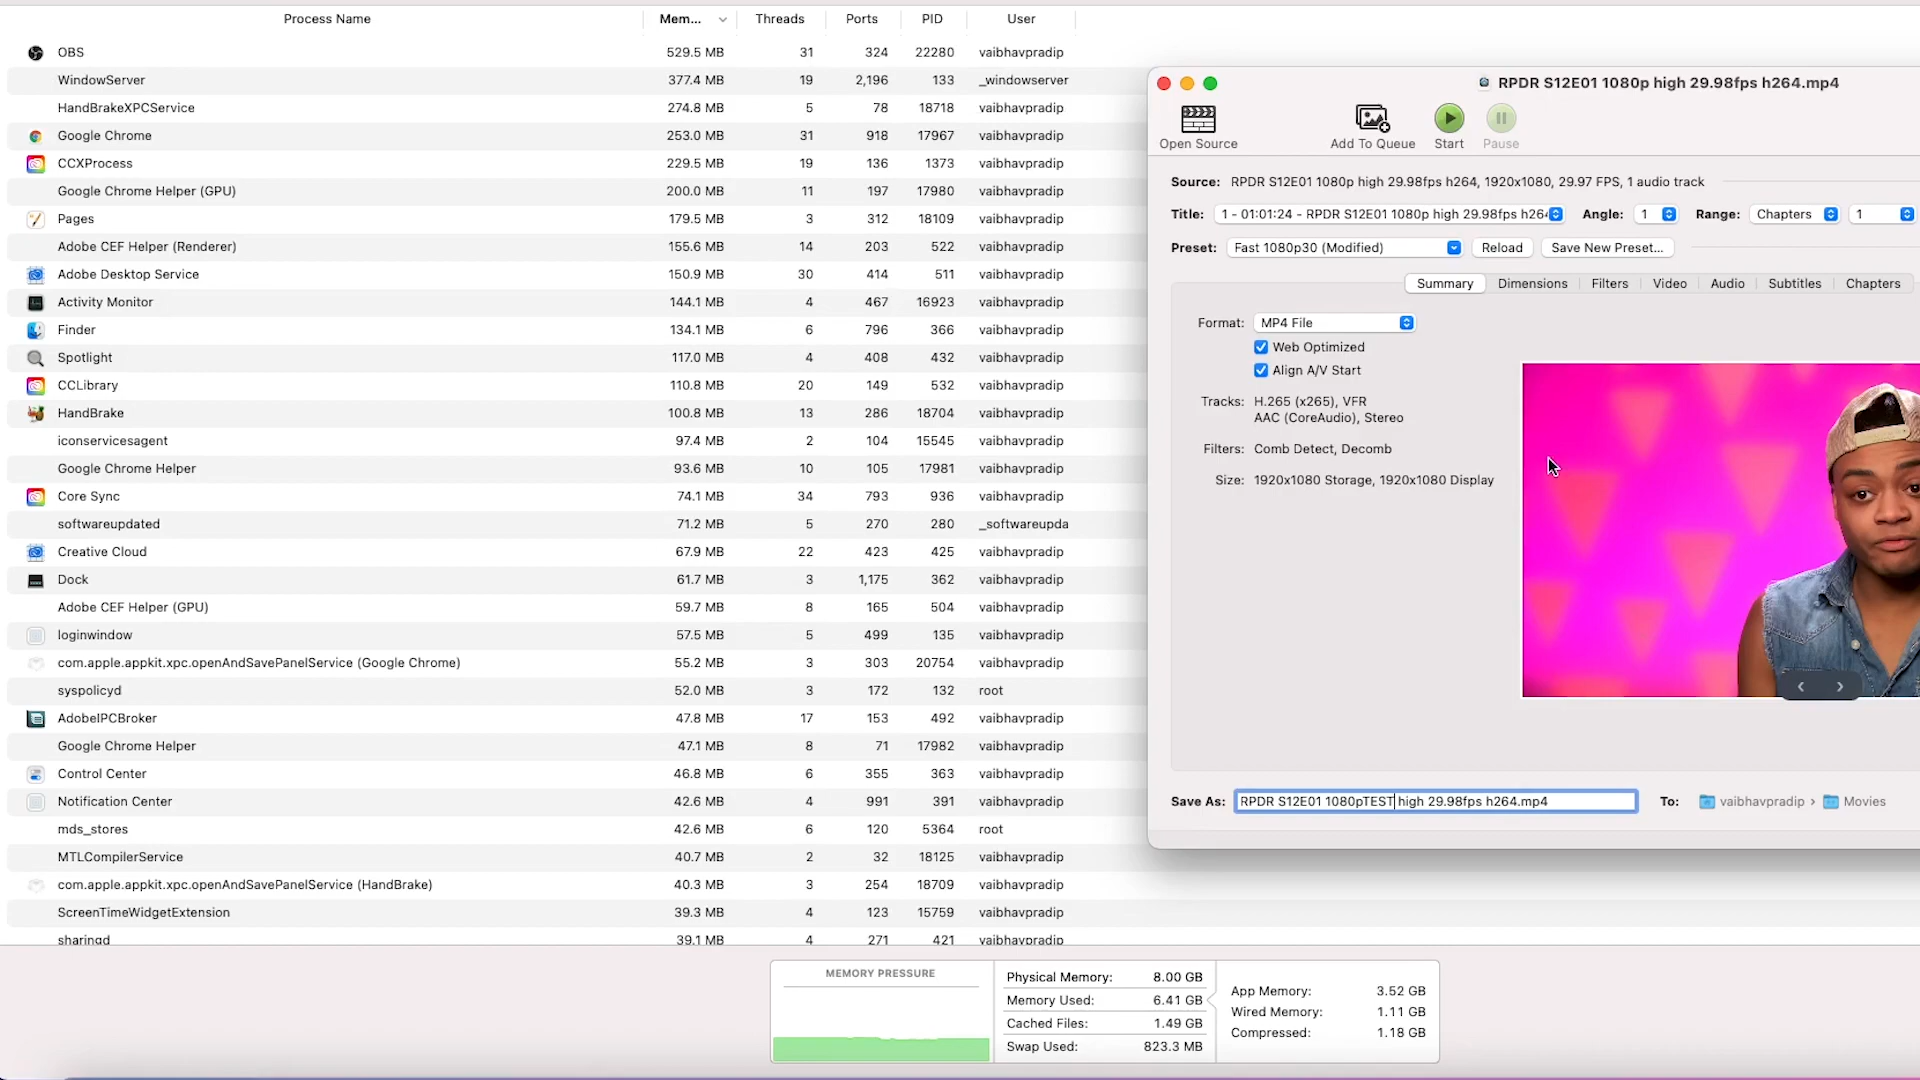 Process Name Mem... Threads Ports PID User
OBS 529.5 MB 31 324 22280 vaibhavpradip
WindowServer 377.4 MB 19 2,196 133 _windowserver
HandBrakeXPCService 274.8 MB 5 78 18718 vaibhavpradip
Google Chrome 253.0 MB 31 918 17967 vaibhavpradip
CCXProcess 229.5 MB 19 136 1373 vaibhavpradip
Google Chrome Helper (GPU) 200.0 MB 11 197 17980 vaibhavpradip
Pages 179.5 MB 3 312 18109 vaibhavpradip
Adobe CEF Helper (Renderer) 155.6 MB 14 203 522 vaibhavpradip
Adobe Desktop Service 150.9 MB 30 414 511 vaibhavpradip
Activity Monitor 144.1 MB 4 467 16923 vaibhavpradip
Finder 134.1 MB 6 796 366 vaibhavpradip
Spotlight 117.0 MB 4 408 432 vaibhavpradip
CCLibrary 110.8 MB 20 149 532 vaibhavpradip
HandBrake 100.8 MB 13 286 18704 vaibhavpradip
iconservicesagent 97.4 MB 2 104 15545 vaibhavpradip
Google Chrome Helper 93.6 MB 10 105 17981 vaibhavpradip
Core Sync 74.1 MB 34 793 936 vaibhavpradip
softwareupdated 71.2 MB 5 270 280 _softwareupda
Creative Cloud 67.9 MB 22 423 425 vaibhavpradip
Dock 61.7 MB 3 1,175 362 vaibhavpradip
Adobe CEF Helper (GPU) 59.7 MB 8 165 504 vaibhavpradip
loginwindow 57.5 MB 5 499 135 vaibhavpradip
com.apple.appkit.xpc.openAndSavePanelService (Google Chrome) 55.2 MB 3 303 20754 vaibhavpradip
syspolicyd 52.0 MB 3 172 132 root
AdobeIPCBroker 47.8 MB 17 153 492 vaibhavpradip
Google Chrome Helper 47.1 MB 8 71 17982 vaibhavpradip
Control Center 46.8 MB 6 355 363 vaibhavpradip
Notification Center 42.6 MB 4 991 391 vaibhavpradip
mds_stores 42.6 MB 6 120 5364 root
MTLCompilerService 40.7 MB 2 32 18125 vaibhavpradip
com.apple.appkit.xpc.openAndSavePanelService (HandBrake) 40.3 MB 3 254 18709 vaibhavpradip
ScreenTimeWidgetExtension 39.3 MB 4 123 15759 vaibhavpradip
sharingd 39.1 MB 4 271 421 vaibhavpradip
MEMORY PRESSURE
Physical Memory: 8.00 GB
Memory Used: 6.41 GB
Cached Files: 1.49 GB
Swap Used: 823.3 MB
App Memory: 3.52 GB
Wired Memory: 1.11 GB
Compressed: 1.18 GB
RPDR S12E01 1080p high 29.98fps h264.mp4
Open Source Add To Queue Start Pause
Source: RPDR S12E01 1080p high 29.98fps h264, 1920x1080, 29.97 FPS, 1 audio track
Title: 1 - 01:01:24 - RPDR S12E01 1080p high 29.98fps h264 Angle: 1 Range: Chapters 1
Preset: Fast 1080p30 (Modified) Reload Save New Preset...
Summary Dimensions Filters Video Audio Subtitles Chapters
Format: MP4 File
Web Optimized
Align A/V Start
Tracks: H.265 (x265), VFR
AAC (CoreAudio), Stereo
Filters: Comb Detect, Decomb
Size: 1920x1080 Storage, 1920x1080 Display
Save As: RPDR S12E01 1080pTEST high 29.98fps h264.mp4 To: vaibhavpradip › Movies